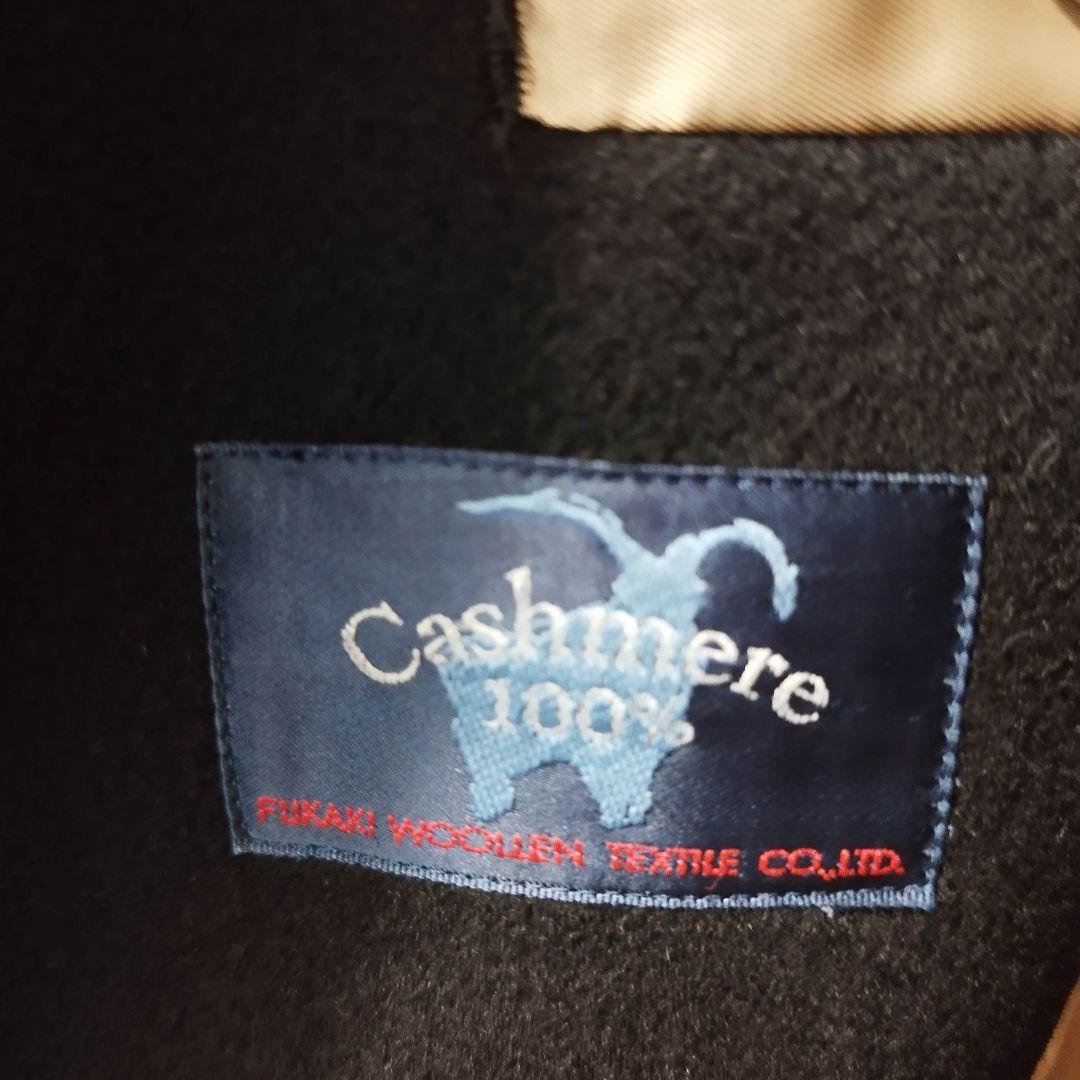 Cashmere
100%
FUKAKI WOOLLEN TEXTILE CO.,LTD.